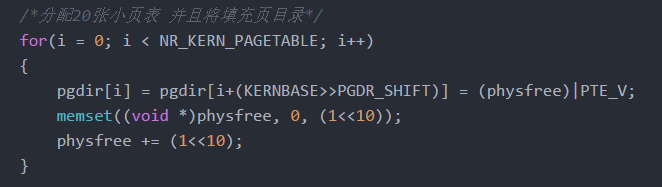 /*分配20张小页表 并且将填充页目录*/
for(i = 0; i < NR_KERN_PAGETABLE; i++)
{
    pgdir[i] = pgdir[i+(KERNBASE>>PGDR_SHIFT)] = (physfree)|PTE_V;
    memset((void *)physfree, 0, (1<<10));
    physfree += (1<<10);
}